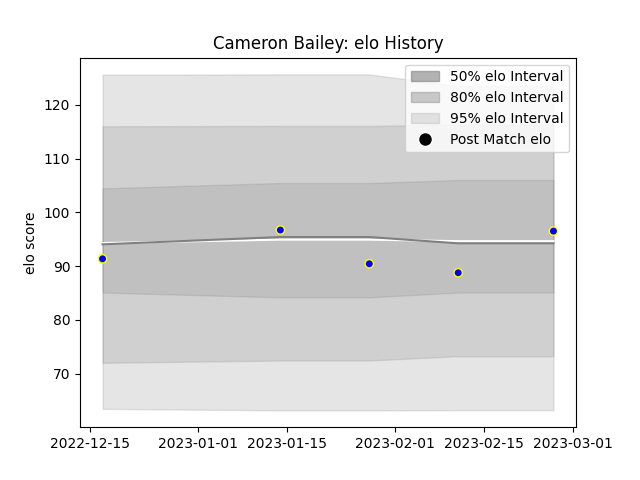 Cameron Bailey: elo History
50% elo Interval
80% elo Interval
95% elo Interval
Post Match elo
elo score
120
110
100
90
80
70
2022-12-15
2023-01-01
2023-01-15
2023-02-01
2023-02-15
2023-03-01